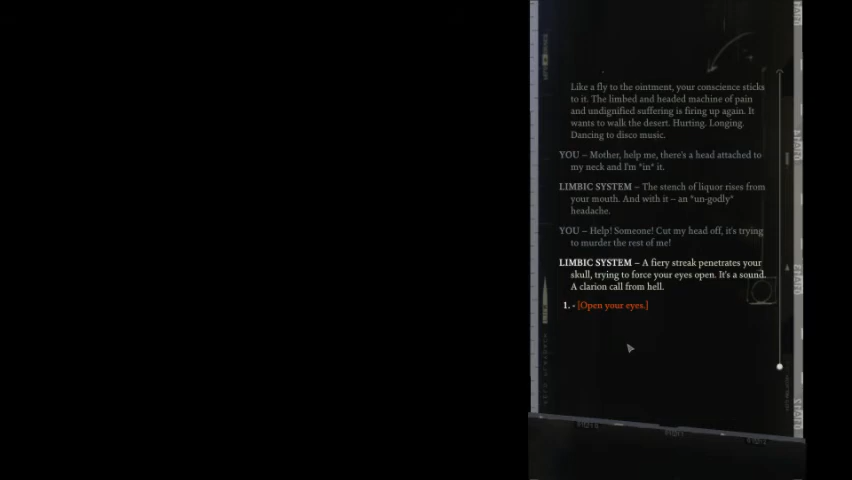 Like a fly to the ointment, your conscience sticks
to it. The limbed and headed machine of pain
and undignified suffering is firing up again. It
wants to walk the desert. Hurting. Longing.
Dancing to disco music.
YOU – Mother, help me, there's a head attached to
my neck and I'm *in* it.
LIMBIC SYSTEM – The stench of liquor rises from
your mouth. And with it – an *un-godly*
headache.
YOU – Help! Someone! Cut my head off, it's trying
to murder the rest of me!
LIMBIC SYSTEM – A fiery streak penetrates your
skull, trying to force your eyes open. It's a sound.
A clarion call from hell.
1. - [Open your eyes.]